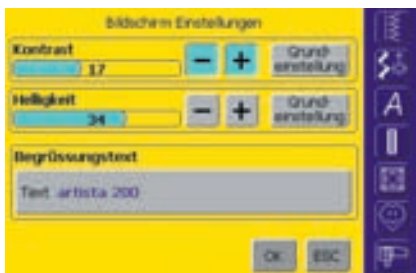 Bildschirm Einstellungen
Kontrast
17
- +
Grund-
einstellung
Helligkeit
34
- +
Grund-
einstellung
Begrüssungstext
Text artista 200
OK ESC
A